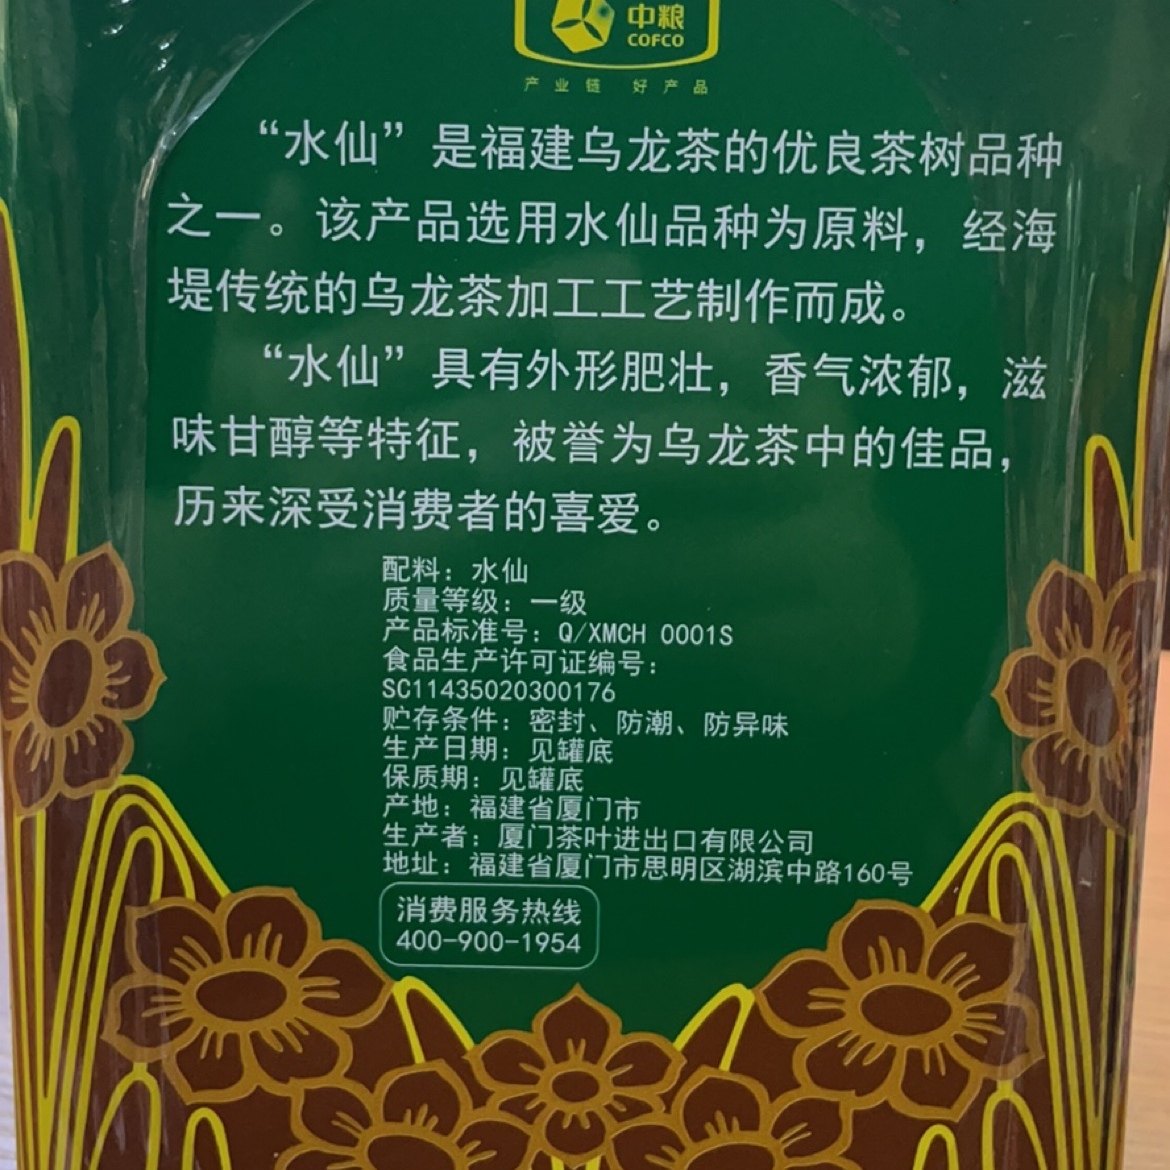 中粮
COFCO
产业链 好产品
“水仙”是福建乌龙茶的优良茶树品种
之一。该产品选用水仙品种为原料，经海
堤传统的乌龙茶加工工艺制作而成。
“水仙”具有外形肥壮，香气浓郁，滋
味甘醇等特征，被誉为乌龙茶中的佳品，
历来深受消费者的喜爱。
配料：水仙
质量等级：一级
产品标准号：Q/XMCH 0001S
食品生产许可证编号：
SC11435020300176
贮存条件：密封、防潮、防异味
生产日期：见罐底
保质期：见罐底
产地：福建省厦门市
生产者：厦门茶叶进出口有限公司
地址：福建省厦门市思明区湖滨中路160号
消费服务热线
400-900-1954